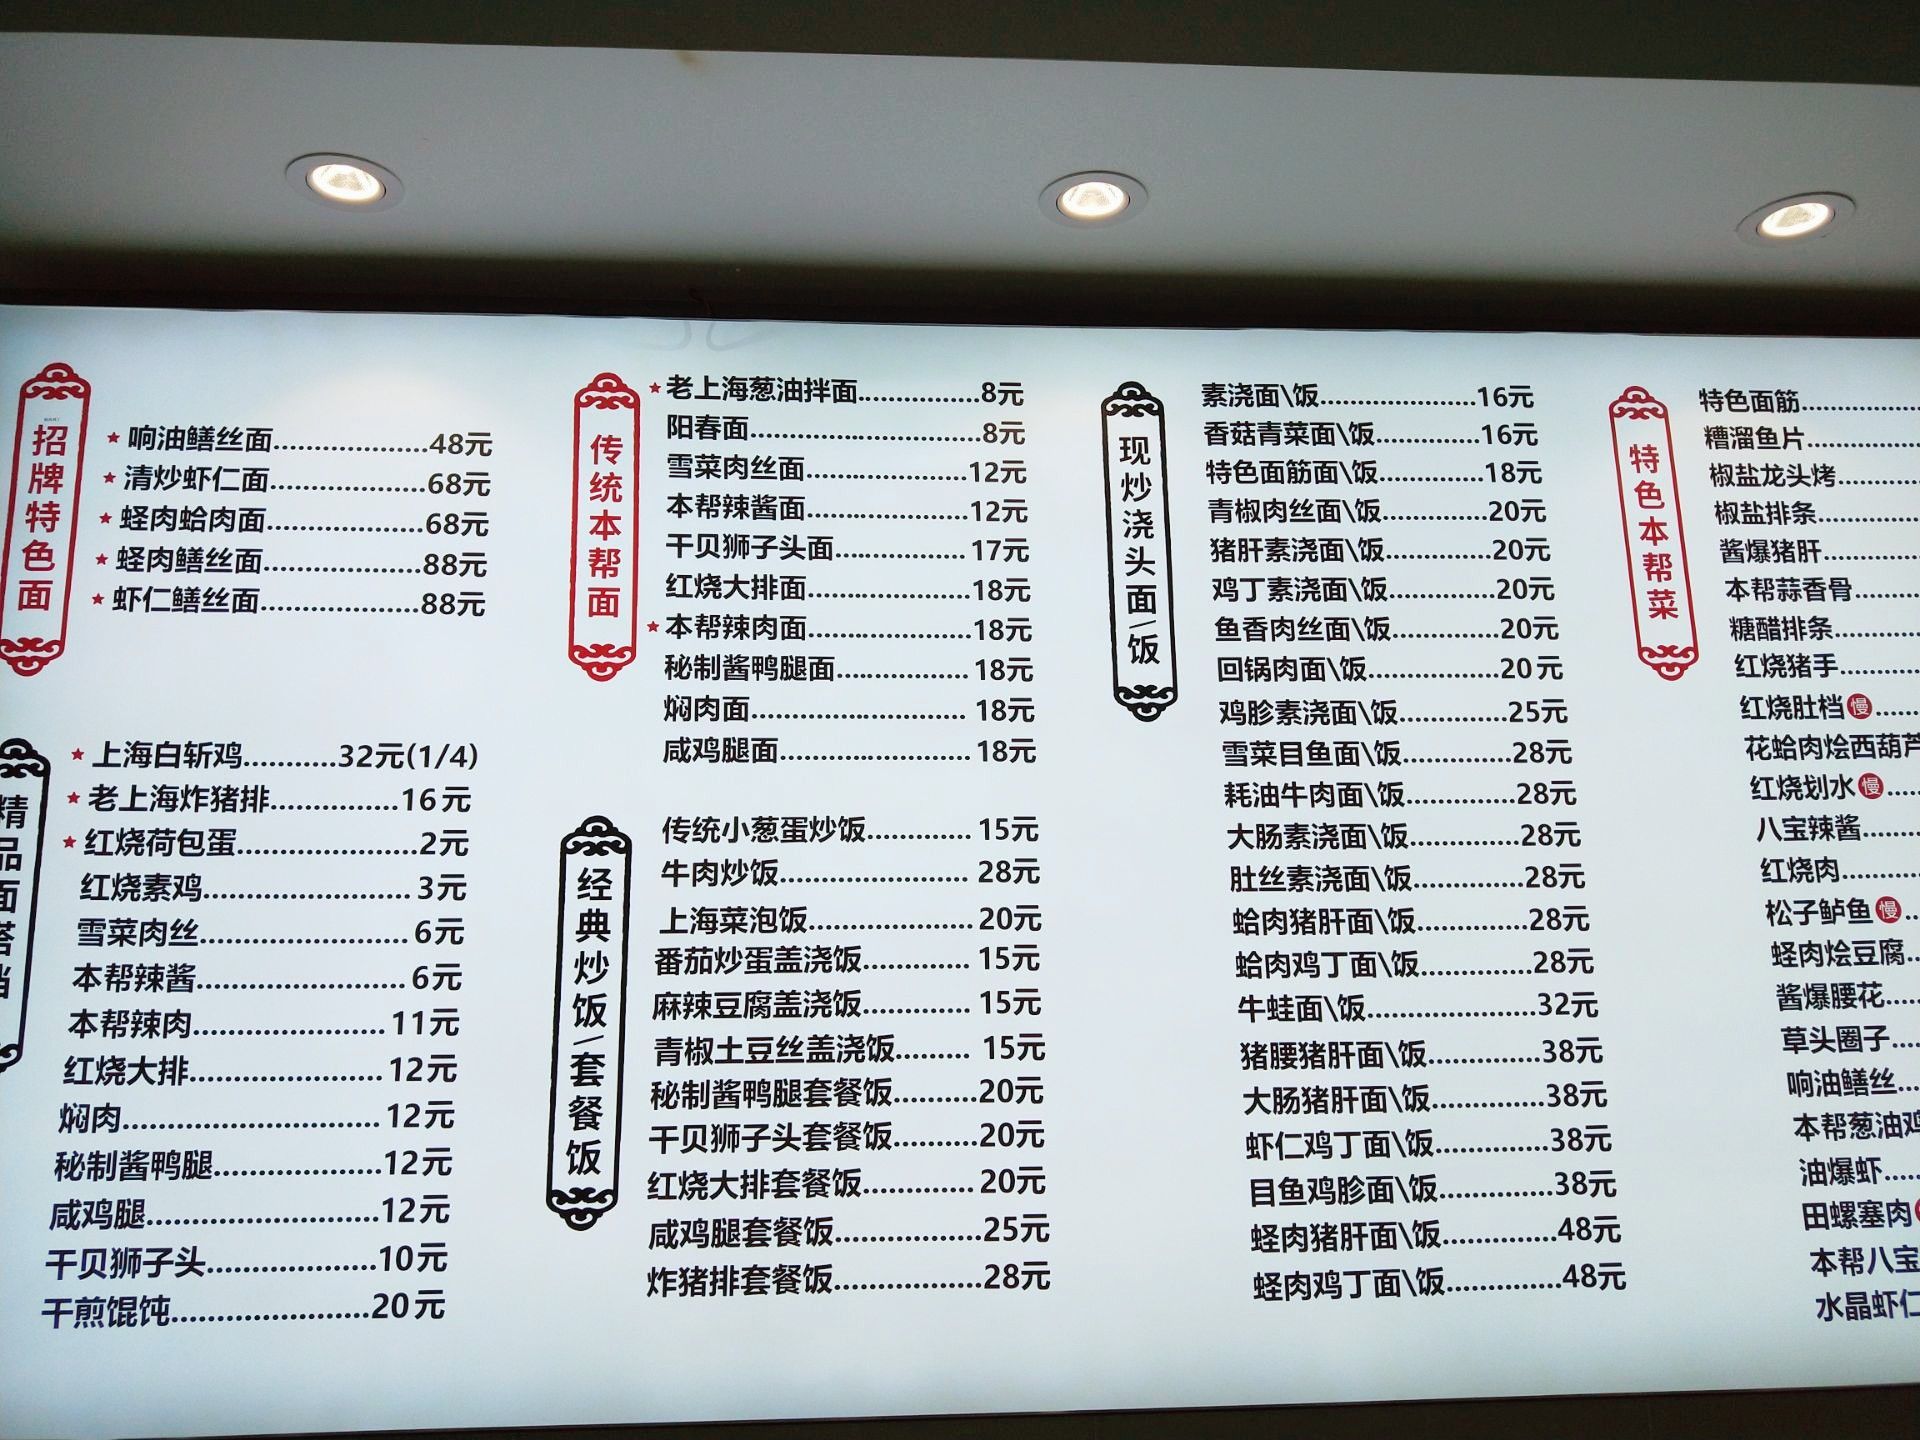 招牌特色面
响油鳝丝面................48元
清炒虾仁面................68元
蛏肉蛤肉面................68元
蛏肉鳝丝面................88元
虾仁鳝丝面................88元
精品面搭档
上海白斩鸡...........32元(1/4)
老上海炸猪排..............16元
红烧荷包蛋...................2元
红烧素鸡...................... 3元
雪菜肉丝...................... 6元
本帮辣酱...................... 6元
本帮辣肉.................... 11元
红烧大排.................... 12元
焖肉............................ 12元
秘制酱鸭腿..................12元
咸鸡腿.........................12元
干贝狮子头..................10元
干煎馄饨.....................20元
传统本帮面
老上海葱油拌面................8元
阳春面..............................8元
雪菜肉丝面.....................12元
本帮辣酱面.....................12元
干贝狮子头面................. 17元
红烧大排面.....................18元
本帮辣肉面.....................18元
秘制酱鸭腿面................. 18元
焖肉面............................ 18元
咸鸡腿面........................ 18元
经典炒饭/套餐饭
传统小葱蛋炒饭............. 15元
牛肉炒饭........................ 28元
上海菜泡饭.................... 20元
番茄炒蛋盖浇饭............. 15元
麻辣豆腐盖浇饭............. 15元
青椒土豆丝盖浇饭......... 15元
秘制酱鸭腿套餐饭..........20元
干贝狮子头套餐饭..........20元
红烧大排套餐饭............. 20元
咸鸡腿套餐饭.................25元
炸猪排套餐饭.................28元
现炒浇头面/饭
素浇面\饭.....................16元
香菇青菜面\饭..............16元
特色面筋面\饭...............18元
青椒肉丝面\饭...............20元
猪肝素浇面\饭...............20元
鸡丁素浇面\饭...............20元
鱼香肉丝面\饭...............20元
回锅肉面\饭..................20元
鸡胗素浇面\饭...............25元
雪菜目鱼面\饭...............28元
耗油牛肉面\饭...............28元
大肠素浇面\饭...............28元
肚丝素浇面\饭...............28元
蛤肉猪肝面\饭...............28元
蛤肉鸡丁面\饭...............28元
牛蛙面\饭.......................32元
猪腰猪肝面\饭...............38元
大肠猪肝面\饭...............38元
虾仁鸡丁面\饭...............38元
目鱼鸡胗面\饭...............38元
蛏肉猪肝面\饭...............48元
蛏肉鸡丁面\饭...............48元
特色本帮菜
特色面筋................
糟溜鱼片...............
椒盐龙头烤...........
椒盐排条..............
酱爆猪肝.............
本帮蒜香骨.........
糖醋排条............
红烧猪手...........
红烧肚档 慢......
花蛤肉烩西葫芦
红烧划水 慢.....
八宝辣酱........
红烧肉..........
松子鲈鱼 慢..
蛏肉烩豆腐..
酱爆腰花.....
草头圈子....
响油鳝丝...
本帮葱油鸡
油爆虾.....
田螺塞肉
本帮八宝
水晶虾仁